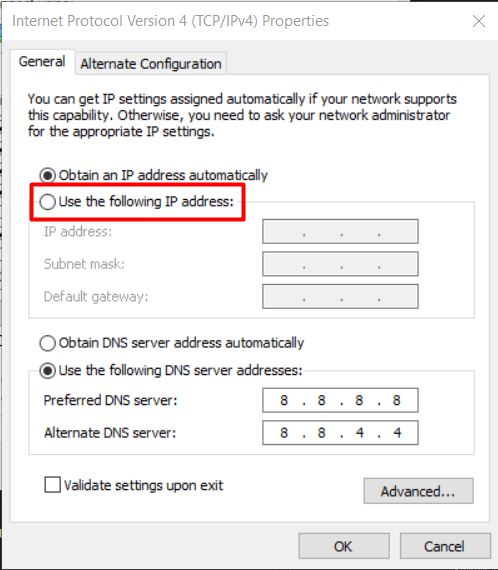 Internet Protocol Version 4 (TCP/IPv4) Properties
General
Alternate Configuration
You can get IP settings assigned automatically if your network supports
this capability. Otherwise, you need to ask your network administrator
for the appropriate IP settings.
Obtain an IP address automatically
Use the following IP address:
IP address:
Subnet mask:
Default gateway:
Obtain DNS server address automatically
Use the following DNS server addresses:
Preferred DNS server: 8 . 8 . 8 . 8
Alternate DNS server: 8 . 8 . 4 . 4
Validate settings upon exit
Advanced...
OK Cancel